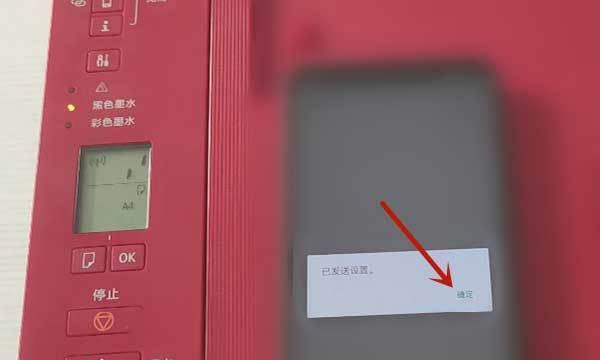 黑色墨水
彩色墨水
A4
OK
停止
已发送设置。
确定